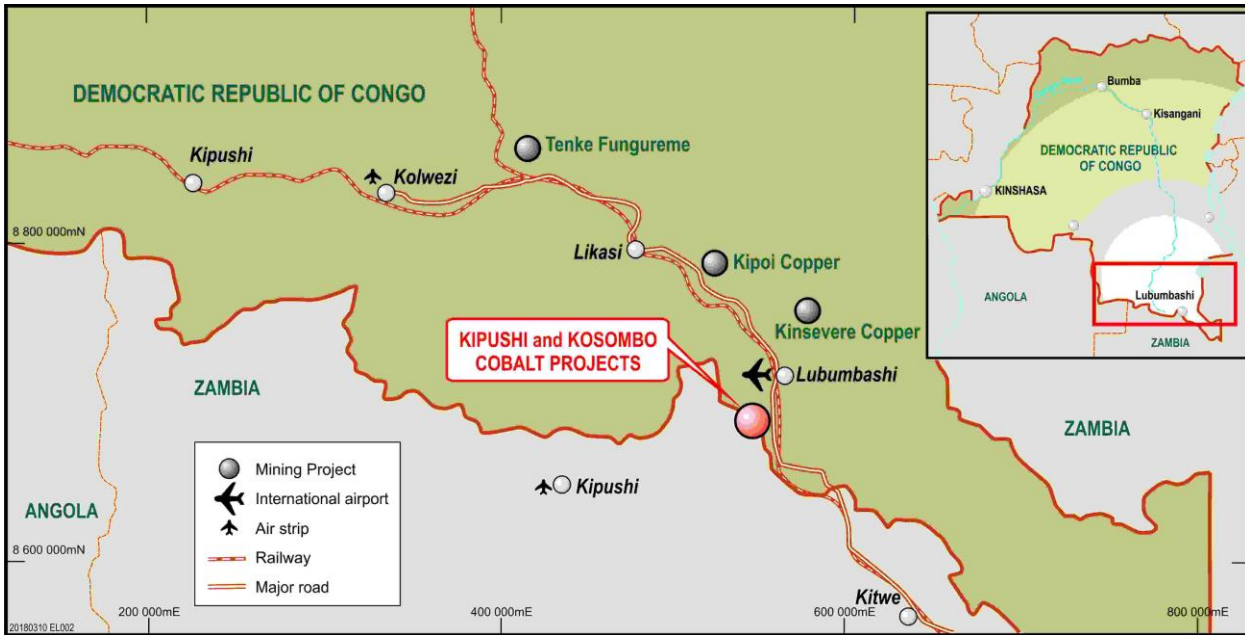 DEMOCRATIC REPUBLIC OF CONGO
Tenke Fungureme
Kipushi
Kolwezi
8 800 000mN
Likasi
Kipoi Copper
Kinsevere Copper
KIPUSHI and KOSOMBO
COBALT PROJECTS
Lubumbashi
ZAMBIA
ZAMBIA
Kipushi
ANGOLA
8 600 000mN
Mining Project
International airport
Air strip
Railway
Major road
Kitwe
200 000mE
400 000mE
600 000mE
800 000mE
20180310 EL002
Bumba
Kisangani
DEMOCRATIC REPUBLIC
OF CONGO
KINSHASA
ANGOLA
Lubumbashi
ZAMBIA